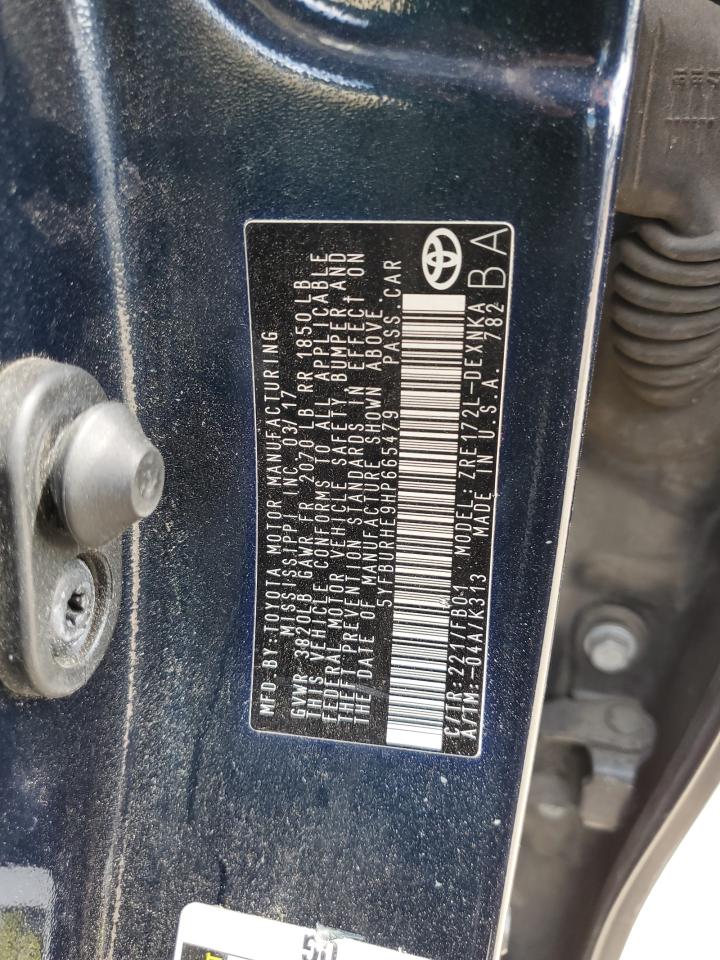 MFD. BY: TOYOTA MOTOR MANUFACTURING
MISSISSIPPI, INC. 03/17
GVWR 3820LB GAWR FR 2070 LB RR 1850 LB
THIS VEHICLE CONFORMS TO ALL APPLICABLE
FEDERAL MOTOR VEHICLE SAFETY, BUMPER, AND
THEFT PREVENTION STANDARDS IN EFFECT ON
THE DATE OF MANUFACTURE SHOWN ABOVE.
5YFBURHE9HP665479 PASS. CAR
C/TR: 221/FB01 MODEL: ZRE172L-DEXNKA
A/TM: -04A/K313 MADE IN U.S.A. 782
BA
50